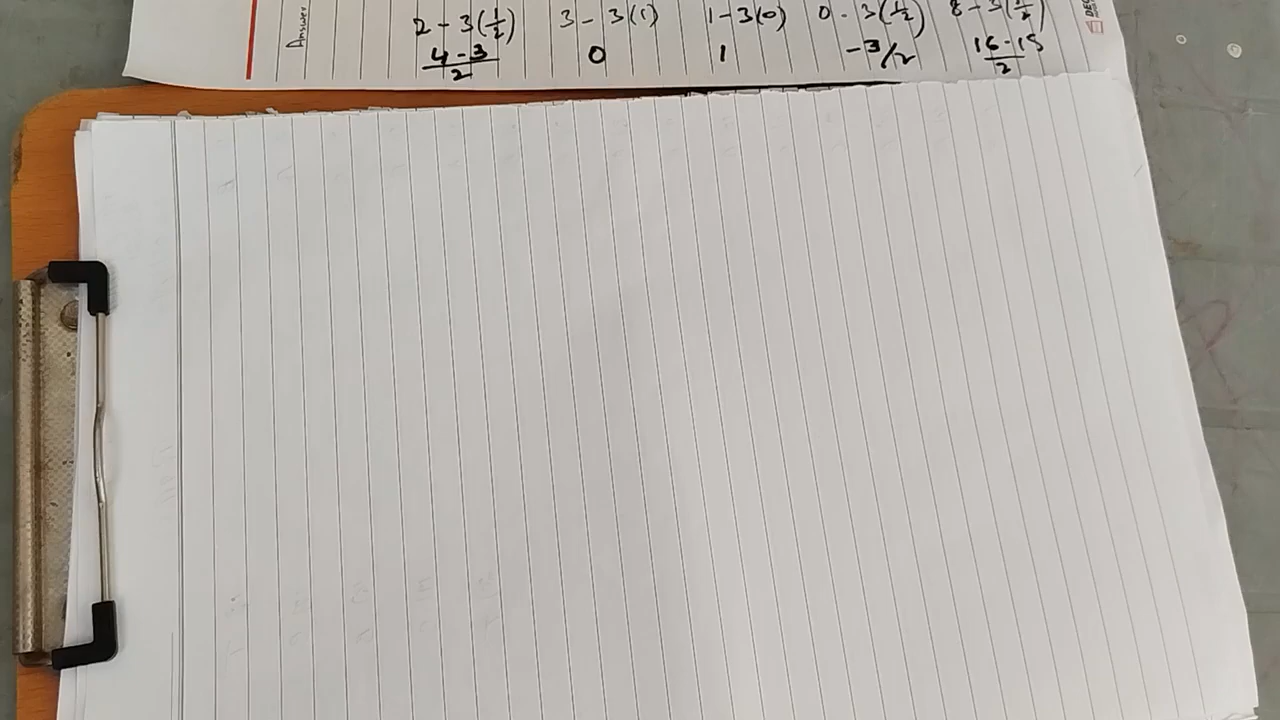 Answer
2 - 3(1/2) 3 - 3(1) 1 - 3(0) 0 - 3(1/2) 8 - 5(3/2)
4-3/2 0 1 -3/2 16-15/2